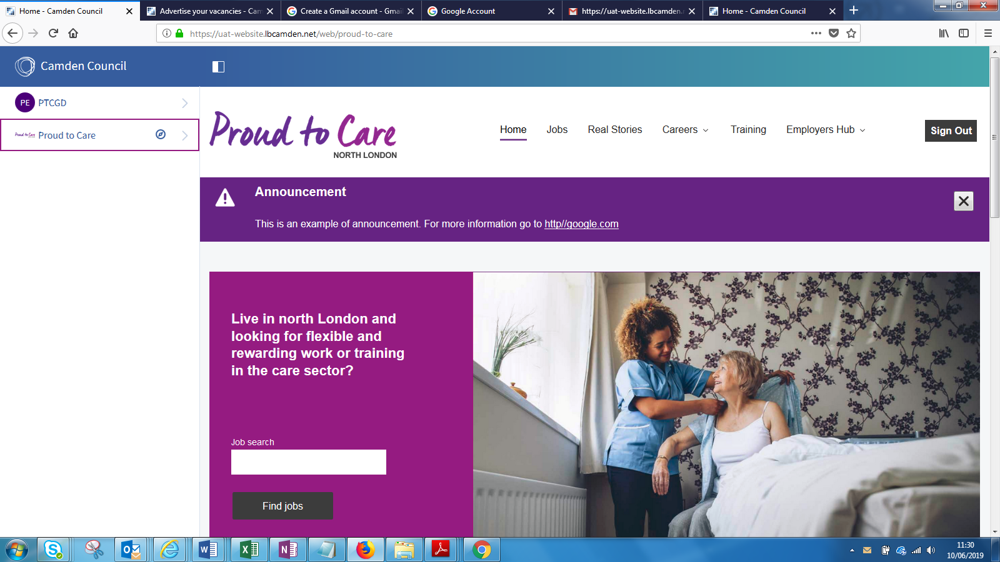 Home - Camden Council
Advertise your vacancies - Cam
Create a Gmail account - Gmail
Google Account
https://uat-website.lbcamden.
Home - Camden Council
https://uat-website.lbcamden.net/web/proud-to-care
Camden Council
PE PTCGD
Proud to Care Proud to Care
Proud to Care
NORTH LONDON
Home Jobs Real Stories Careers Training Employers Hub Sign Out
Announcement
This is an example of announcement. For more information go to http//google.com
Live in north London and
looking for flexible and
rewarding work or training
in the care sector?
Job search
Find jobs
11:30
10/06/2019